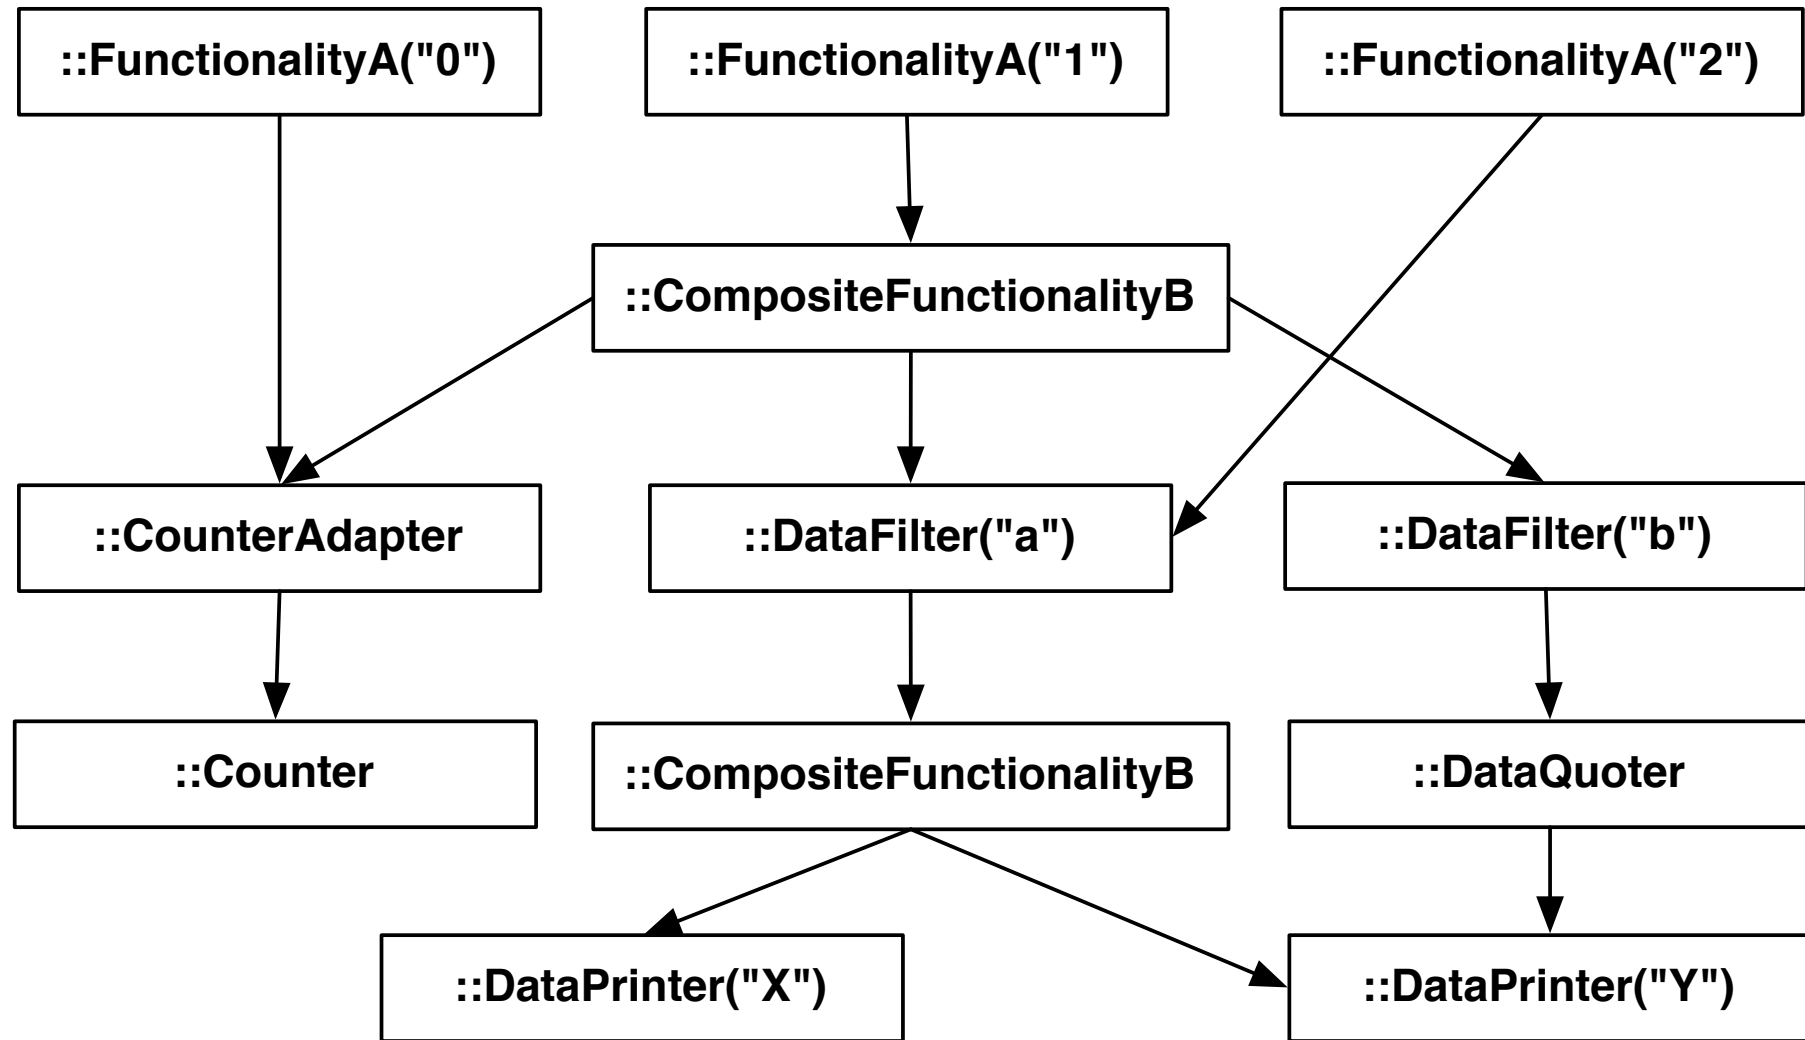 ::FunctionalityA("0")
::FunctionalityA("1")
::FunctionalityA("2")
::CompositeFunctionalityB
::CounterAdapter
::DataFilter("a")
::DataFilter("b")
::Counter
::CompositeFunctionalityB
::DataQuoter
::DataPrinter("X")
::DataPrinter("Y")